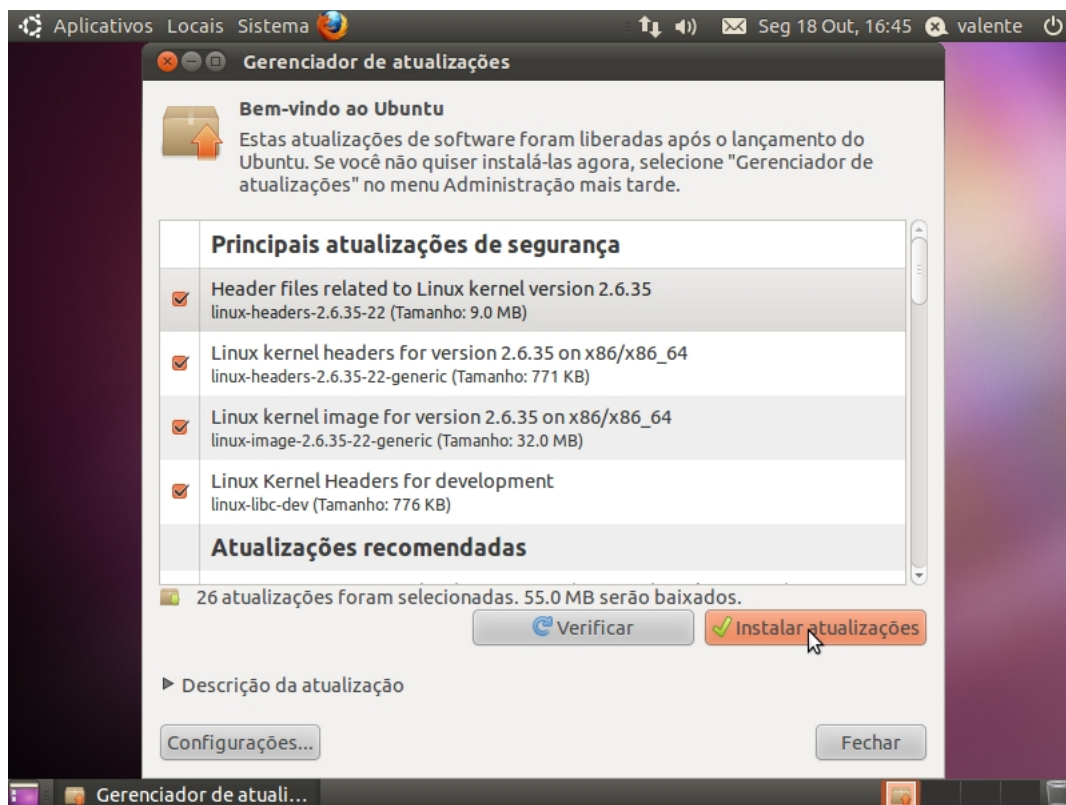 Aplicativos Locais Sistema Seg 18 Out, 16:45 valente
Gerenciador de atualizações
Bem-vindo ao Ubuntu
Estas atualizações de software foram liberadas após o lançamento do
Ubuntu. Se você não quiser instalá-las agora, selecione "Gerenciador de
atualizações" no menu Administração mais tarde.
Principais atualizações de segurança
Header files related to Linux kernel version 2.6.35
linux-headers-2.6.35-22 (Tamanho: 9.0 MB)
Linux kernel headers for version 2.6.35 on x86/x86_64
linux-headers-2.6.35-22-generic (Tamanho: 771 KB)
Linux kernel image for version 2.6.35 on x86/x86_64
linux-image-2.6.35-22-generic (Tamanho: 32.0 MB)
Linux Kernel Headers for development
linux-libc-dev (Tamanho: 776 KB)
Atualizações recomendadas
26 atualizações foram selecionadas. 55.0 MB serão baixados.
Verificar Instalar atualizações
Descrição da atualização
Configurações... Fechar
Gerenciador de atuali...